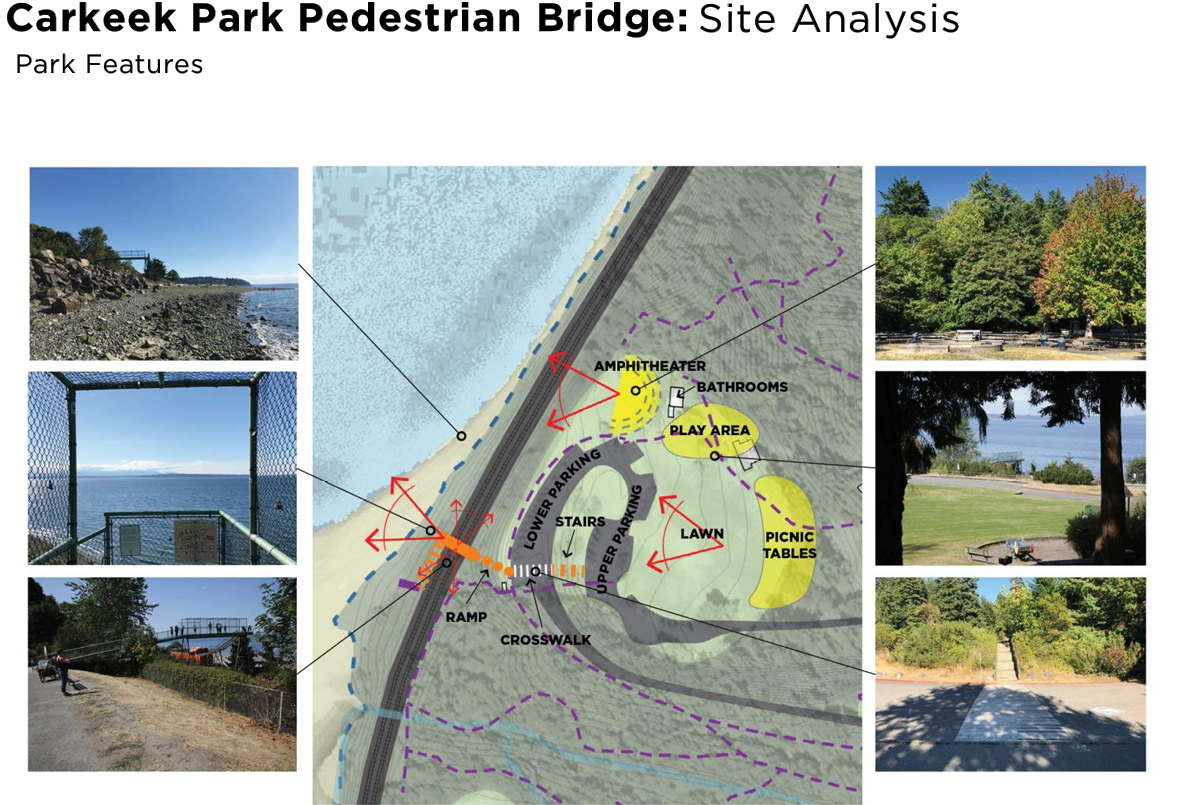 Carkeek Park Pedestrian Bridge: Site Analysis
Park Features
AMPHITHEATER
BATHROOMS
PLAY AREA
LOWER PARKING
STAIRS
UPPER PARKING
LAWN
PICNIC
TABLES
RAMP
CROSSWALK